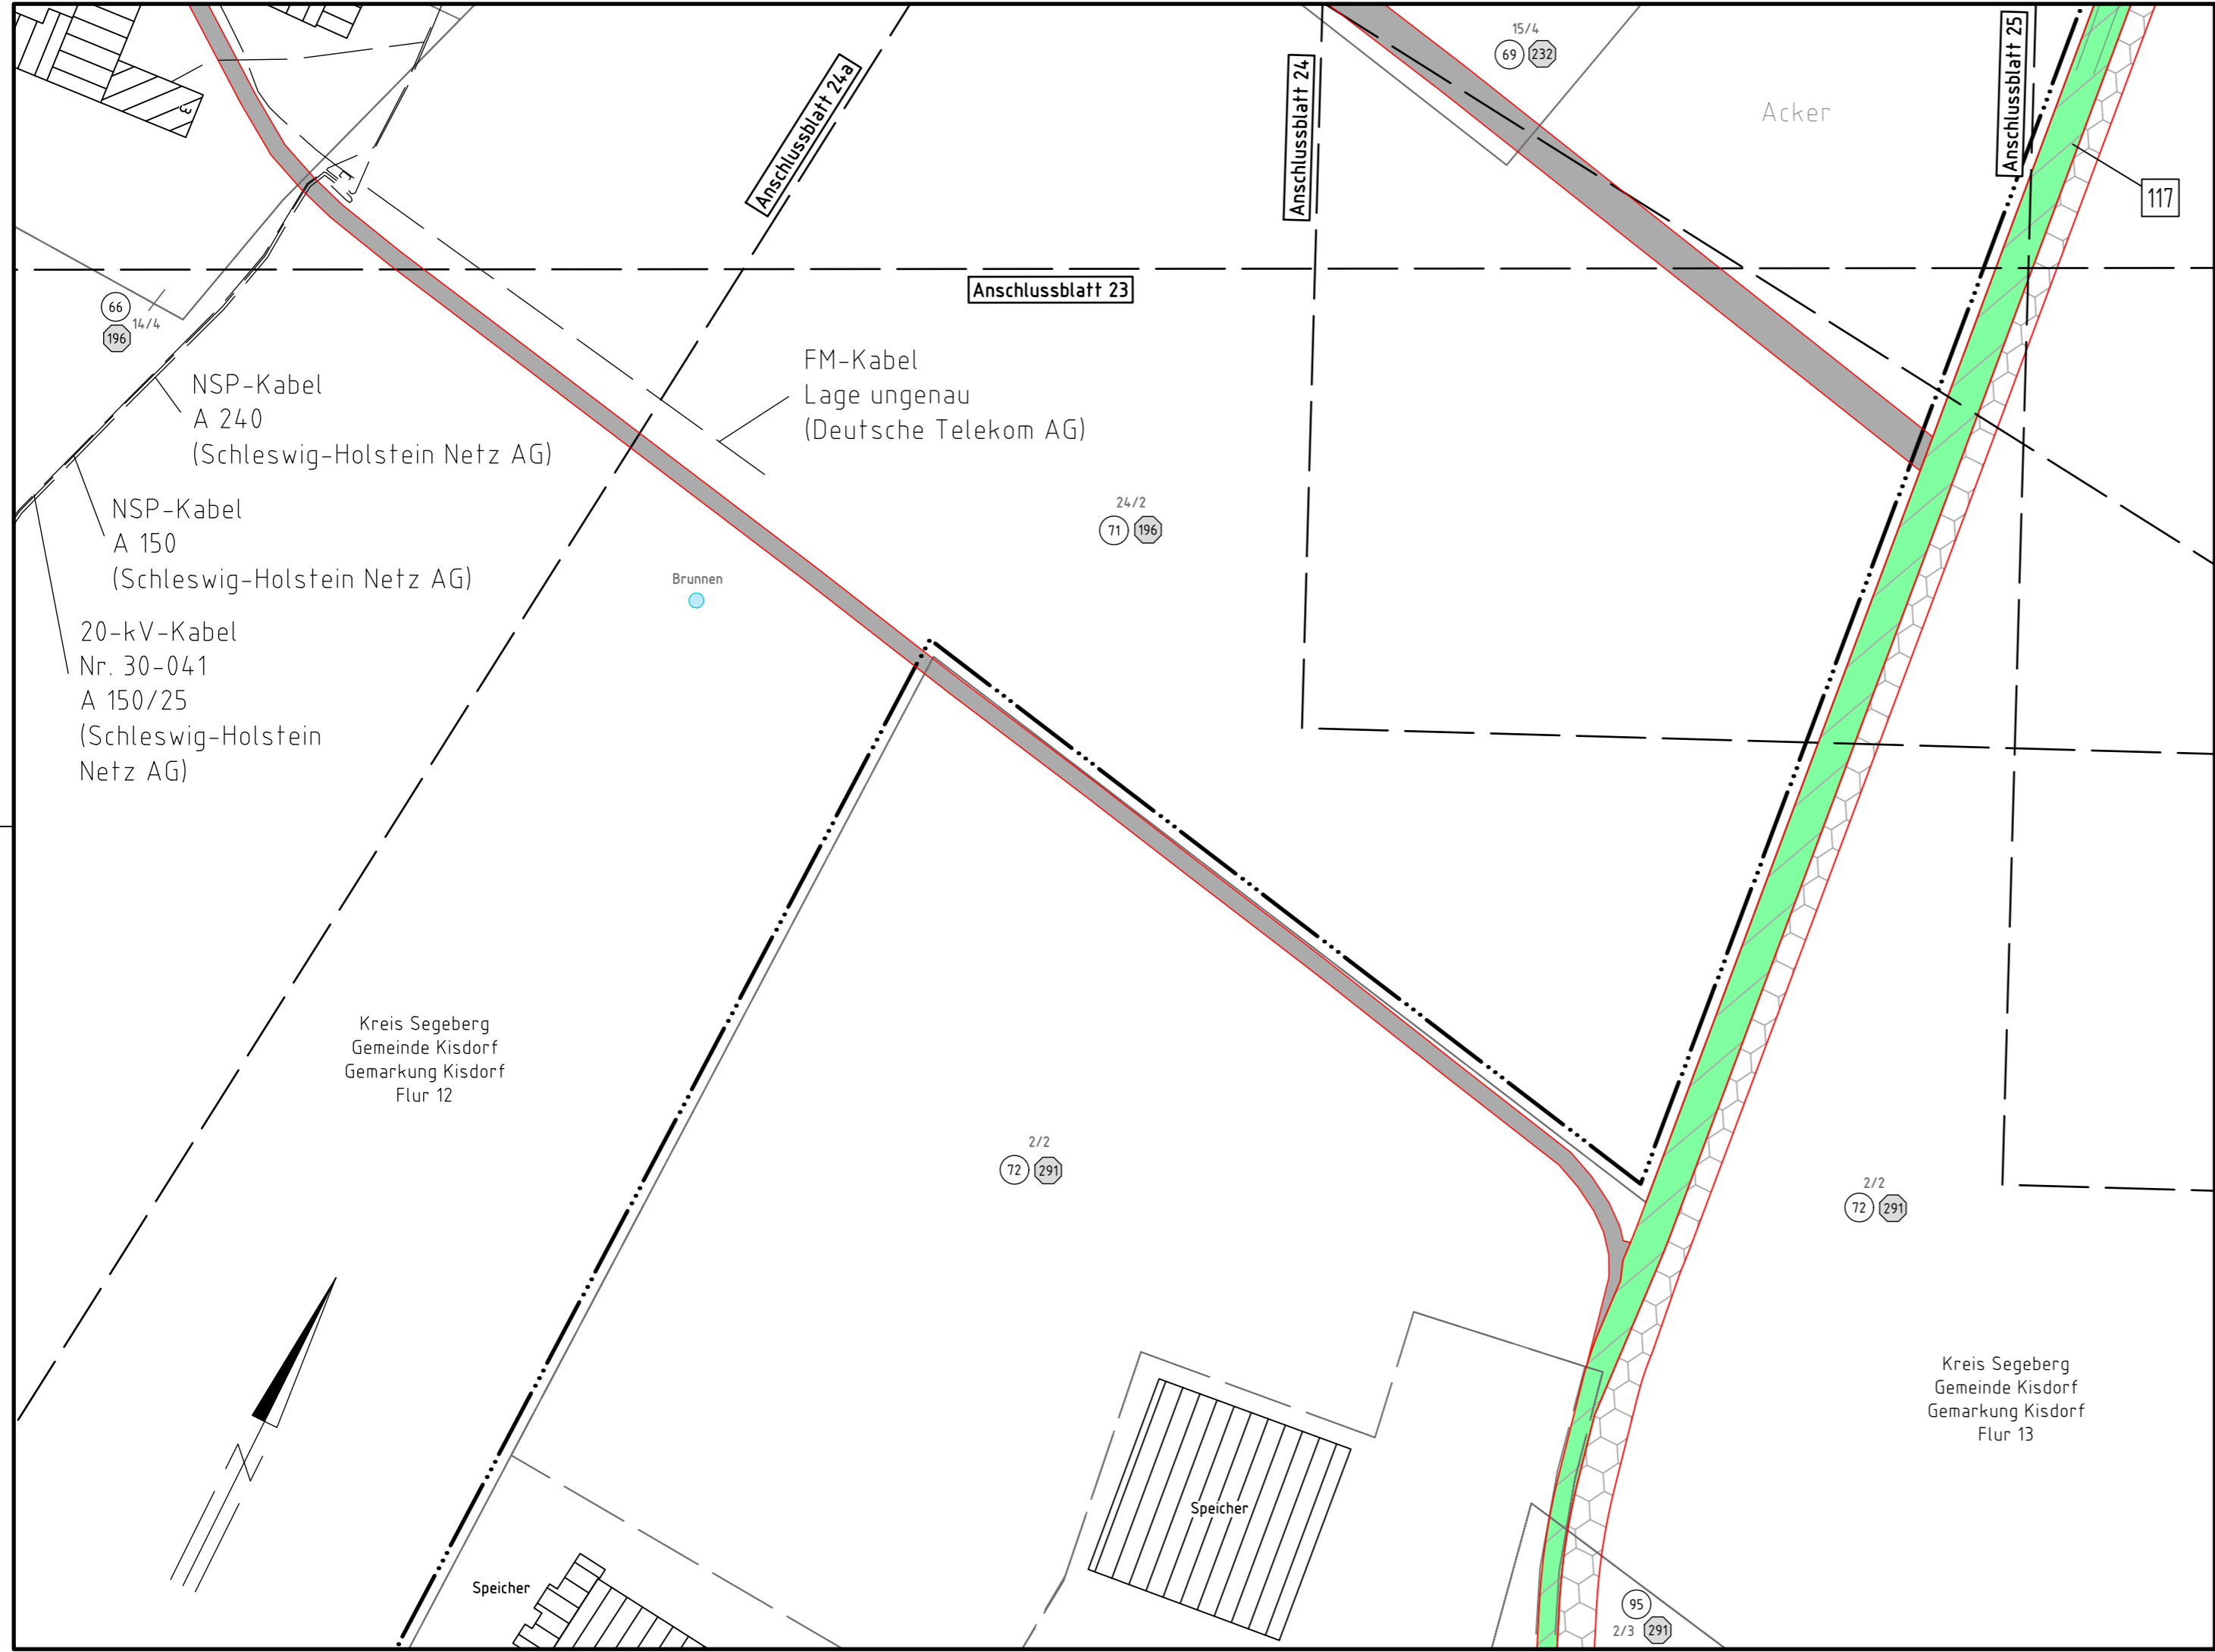 Anschlussblatt 24a
Anschlussblatt 24
15/4
69 232
Acker
Anschlussblatt 25
117
3
Anschlussblatt 23
66
14/4
196
NSP-Kabel
A 240
(Schleswig-Holstein Netz AG)
FM-Kabel
Lage ungenau
(Deutsche Telekom AG)
NSP-Kabel
A 150
(Schleswig-Holstein Netz AG)
24/2
71 196
Brunnen
20-kV-Kabel
Nr. 30-041
A 150/25
(Schleswig-Holstein
Netz AG)
Kreis Segeberg
Gemeinde Kisdorf
Gemarkung Kisdorf
Flur 12
2/2
72 291
2/2
72 291
Kreis Segeberg
Gemeinde Kisdorf
Gemarkung Kisdorf
Flur 13
N
Speicher
Speicher
95
2/3 291